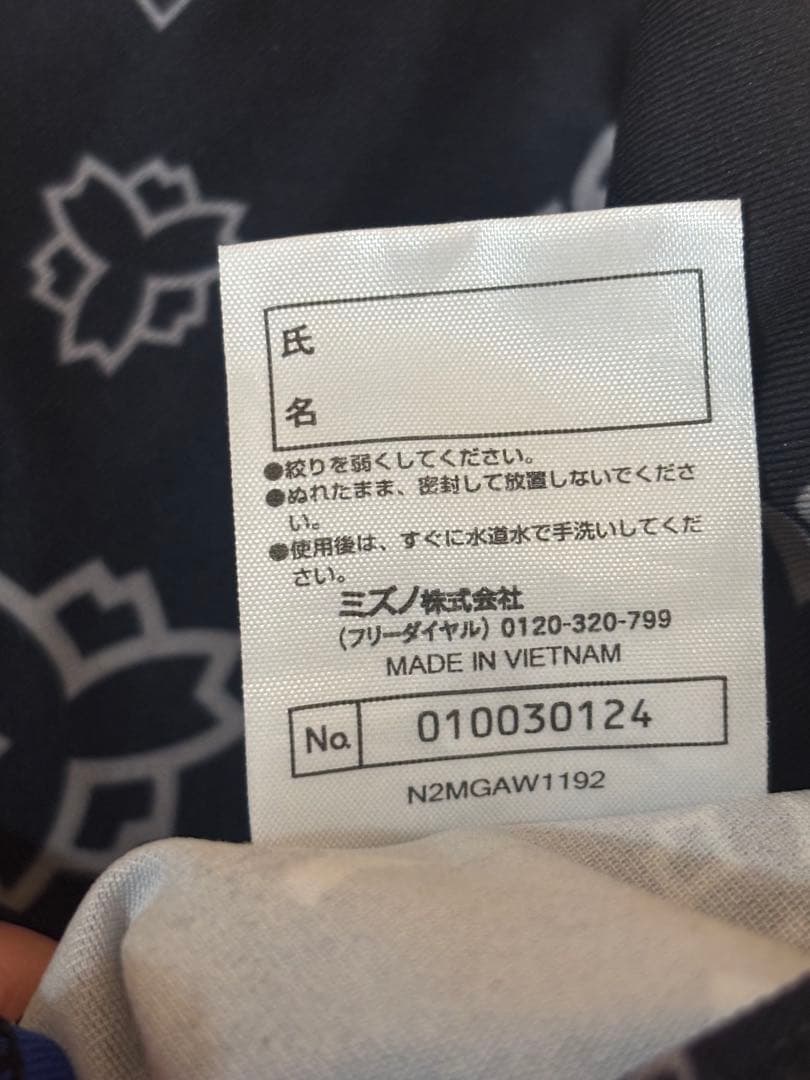 氏
名
●絞りを弱くしてください。
●ぬれたまま、密封して放置しないでくださ
い。
●使用後は、すぐに水道水で手洗いしてくだ
さい。
ミズノ株式会社
(フリーダイヤル) 0120-320-799
MADE IN VIETNAM
No. 010030124
N2MGAW1192